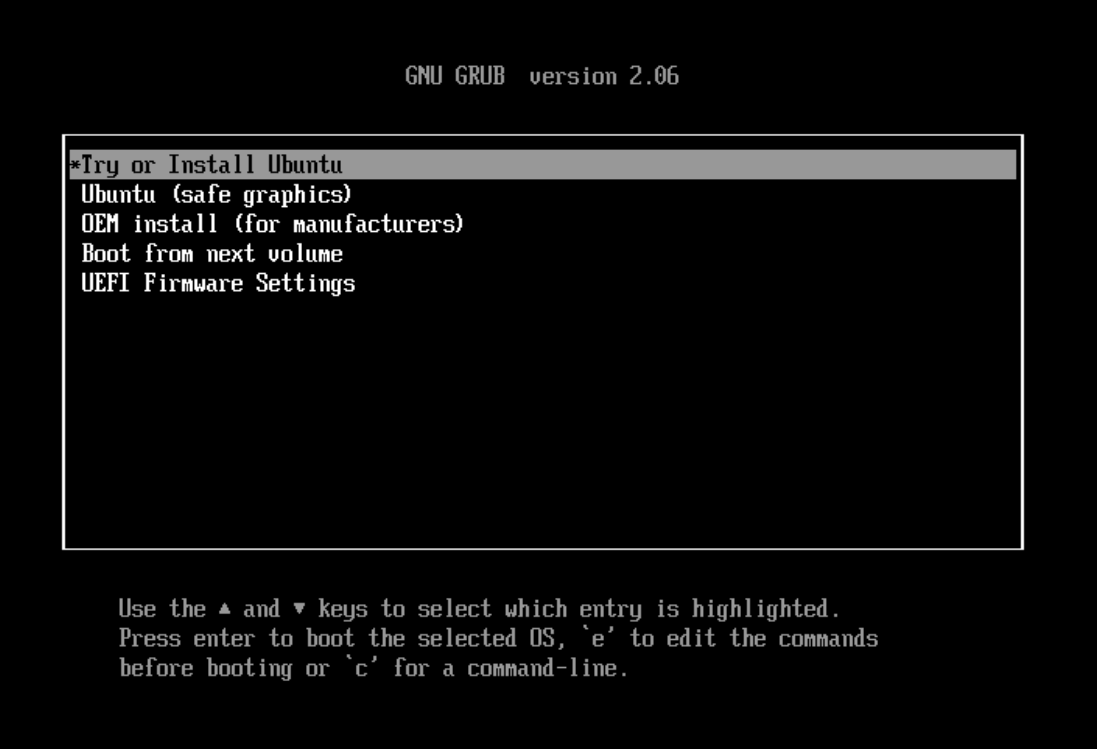 GNU GRUB  version 2.06
*Try or Install Ubuntu
Ubuntu (safe graphics)
OEM install (for manufacturers)
Boot from next volume
UEFI Firmware Settings
Use the ▲ and ▼ keys to select which entry is highlighted.
Press enter to boot the selected OS, `e' to edit the commands
before booting or `c' for a command-line.